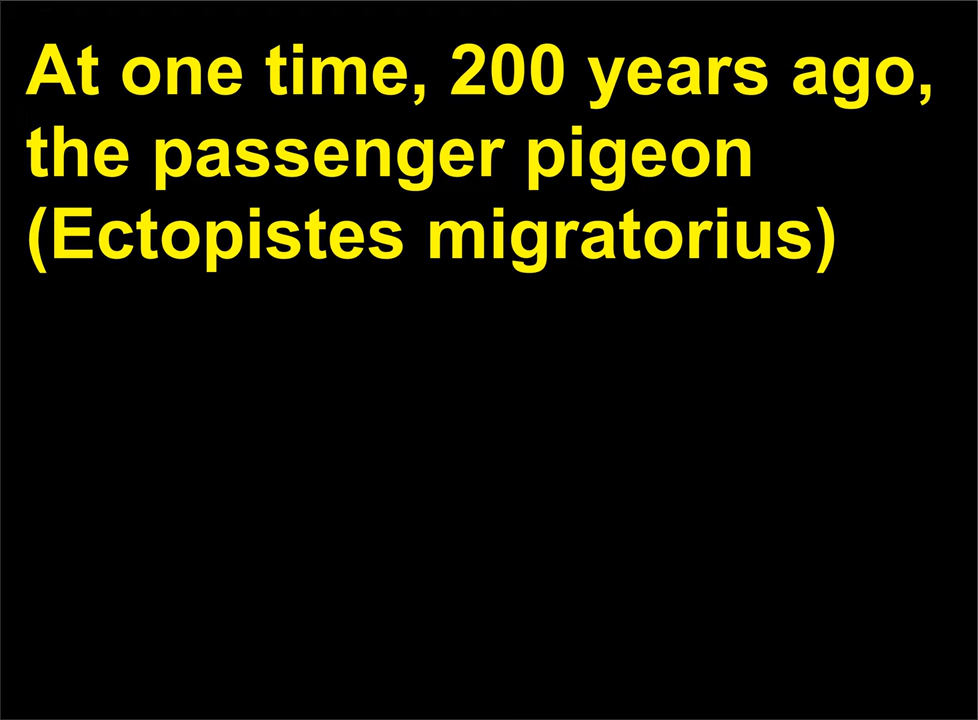 At one time, 200 years ago,
the passenger pigeon
(Ectopistes migratorius)